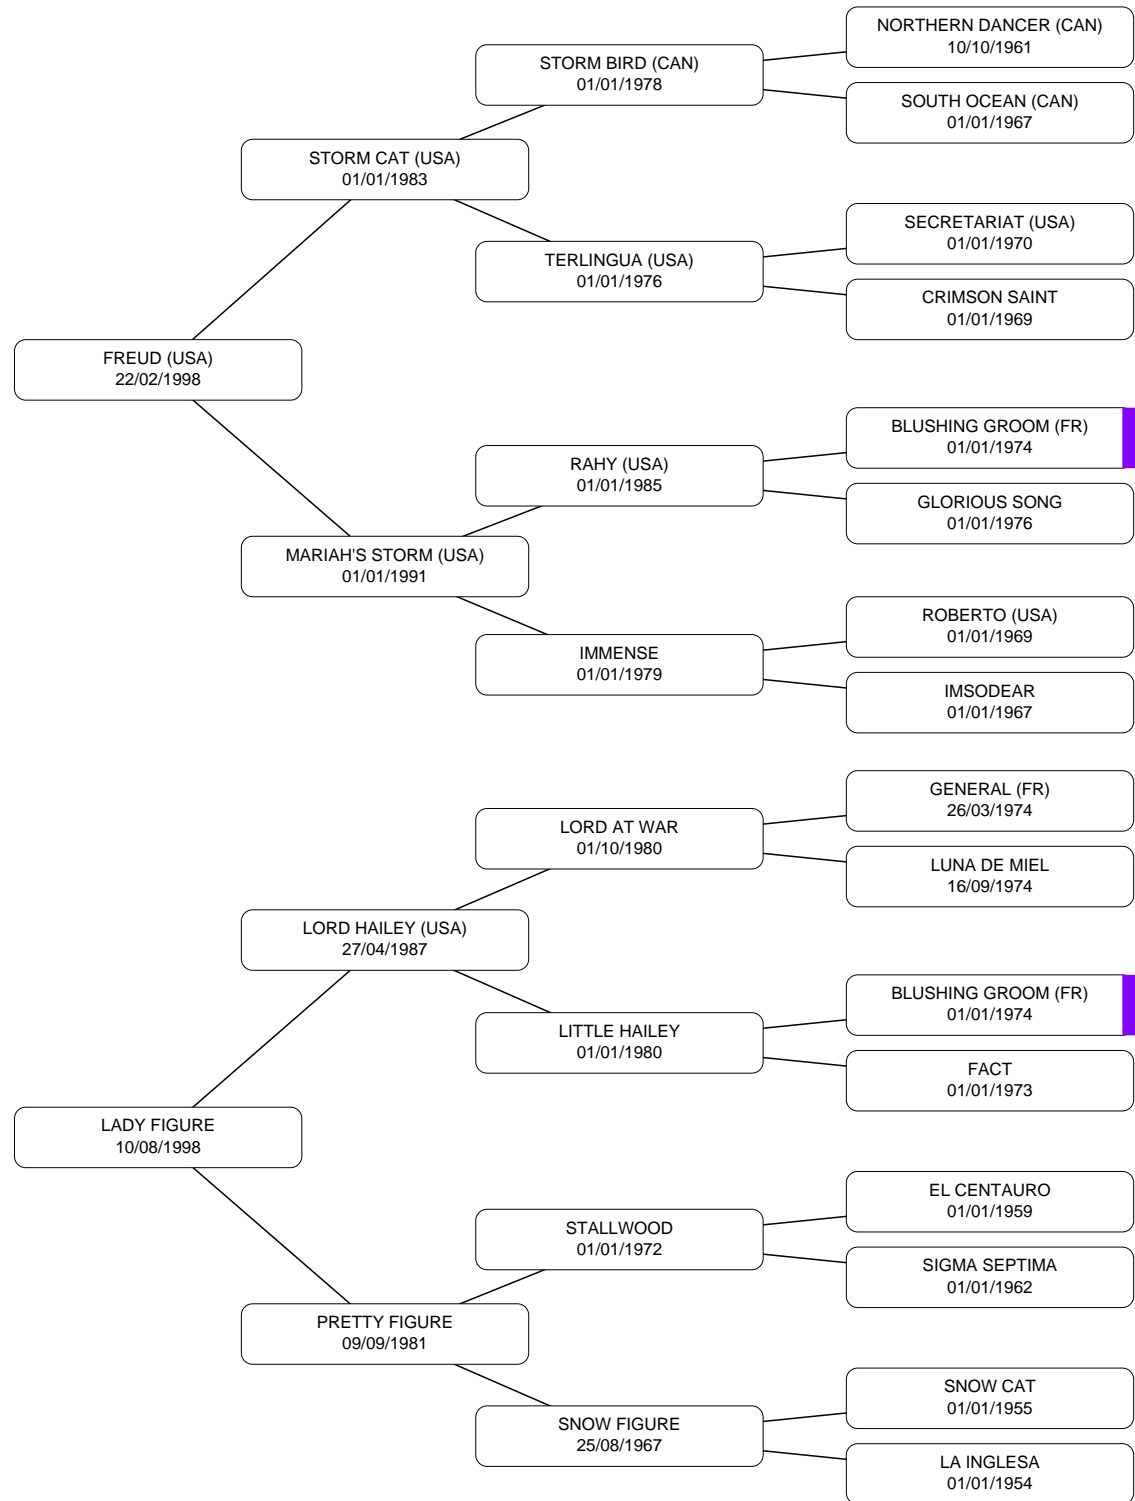 NORTHERN DANCER (CAN)
10/10/1961
STORM BIRD (CAN)
01/01/1978
SOUTH OCEAN (CAN)
01/01/1967
STORM CAT (USA)
01/01/1983
SECRETARIAT (USA)
01/01/1970
TERLINGUA (USA)
01/01/1976
CRIMSON SAINT
01/01/1969
FREUD (USA)
22/02/1998
BLUSHING GROOM (FR)
01/01/1974
RAHY (USA)
01/01/1985
GLORIOUS SONG
01/01/1976
MARIAH'S STORM (USA)
01/01/1991
ROBERTO (USA)
01/01/1969
IMMENSE
01/01/1979
IMSODEAR
01/01/1967
GENERAL (FR)
26/03/1974
LORD AT WAR
01/10/1980
LUNA DE MIEL
16/09/1974
LORD HAILEY (USA)
27/04/1987
BLUSHING GROOM (FR)
01/01/1974
LITTLE HAILEY
01/01/1980
FACT
01/01/1973
LADY FIGURE
10/08/1998
EL CENTAURO
01/01/1959
STALLWOOD
01/01/1972
SIGMA SEPTIMA
01/01/1962
PRETTY FIGURE
09/09/1981
SNOW CAT
01/01/1955
SNOW FIGURE
25/08/1967
LA INGLESA
01/01/1954